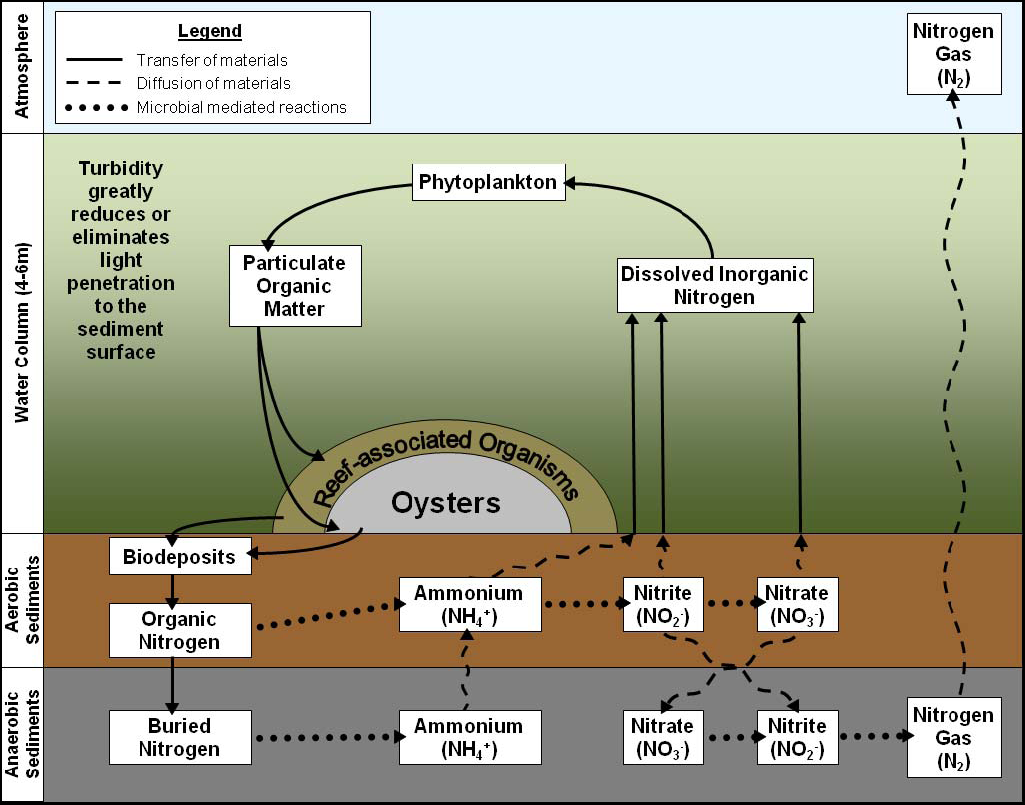 Atmosphere
Legend
Transfer of materials
Diffusion of materials
Microbial mediated reactions
Nitrogen
Gas
(N₂)
Water Column (4-6m)
Turbidity
greatly
reduces or
eliminates
light
penetration
to the
sediment
surface
Phytoplankton
Particulate
Organic
Matter
Dissolved Inorganic
Nitrogen
Reef-associated Organisms
Oysters
Aerobic
Sediments
Biodeposits
Organic
Nitrogen
Ammonium
(NH₄⁺)
Nitrite
(NO₂⁻)
Nitrate
(NO₃⁻)
Anaerobic
Sediments
Buried
Nitrogen
Ammonium
(NH₄⁺)
Nitrate
(NO₃⁻)
Nitrite
(NO₂⁻)
Nitrogen
Gas
(N₂)